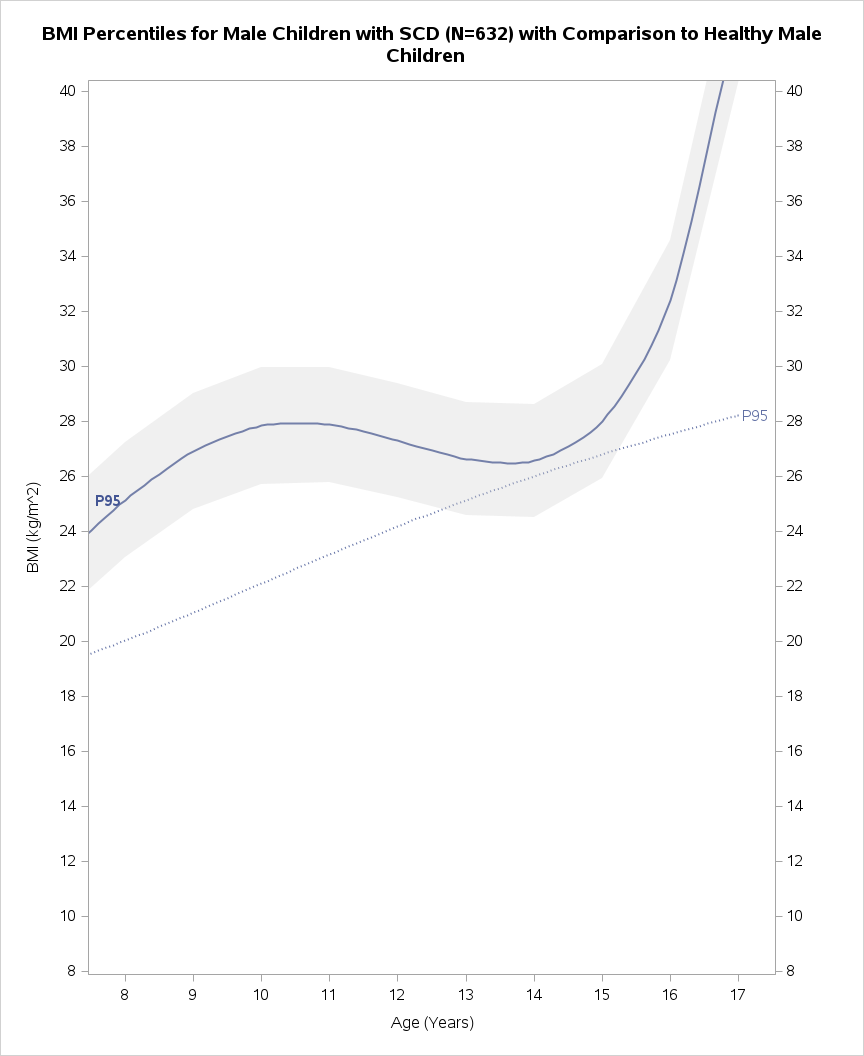 BMI Percentiles for Male Children with SCD (N=632) with Comparison to Healthy Male
Children
40 40
38 38
36 36
34 34
32 32
30 30
28 28
P95
26 26
P95
24 24
BMI (kg/m^2)
22 22
20 20
18 18
16 16
14 14
12 12
10 10
8 8
8 9 10 11 12 13 14 15 16 17
Age (Years)